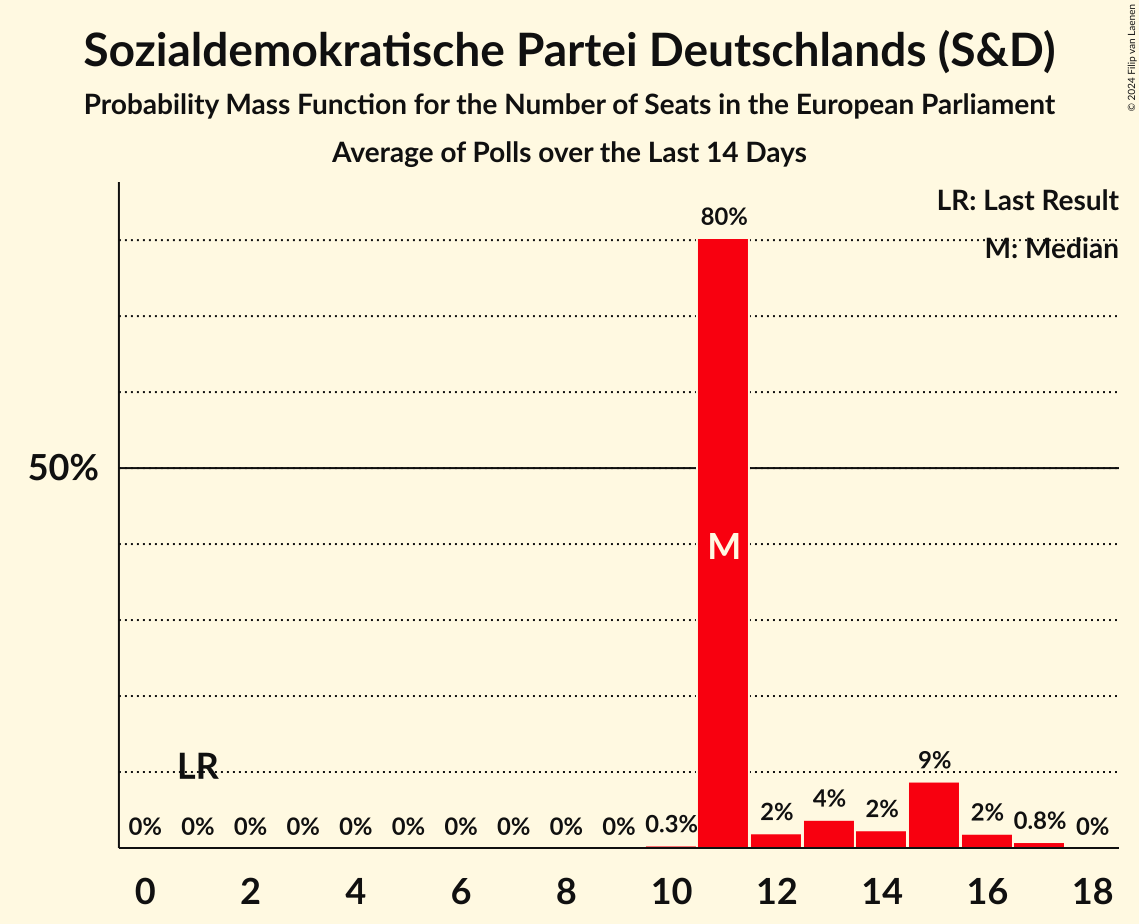 Sozialdemokratische Partei Deutschlands (S&D)
Probability Mass Function for the Number of Seats in the European Parliament
Average of Polls over the Last 14 Days
© 2024 Filip van Laenen
LR: Last Result
M: Median
80%
50%
M
LR
9%
0% 0% 0% 0% 0% 0% 0% 0% 0% 0% 0.3% 2% 4% 2% 2% 0.8% 0%
0 2 4 6 8 10 12 14 16 18